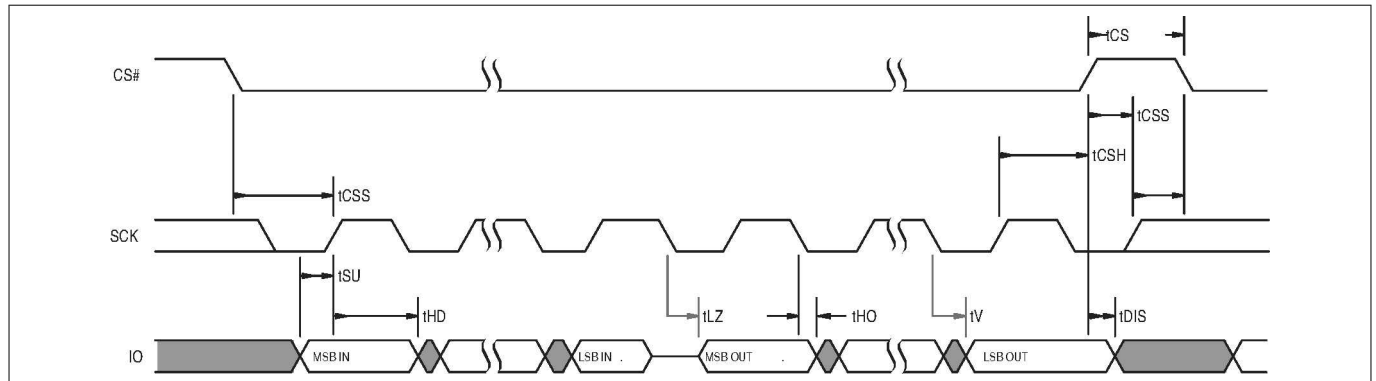 tCS
CS#
tCSS
tCSH
tCSS
SCK
tSU
tHD
tLZ
tHO
tV
tDIS
IO
MSB IN
LSB IN .
MSB OUT .
LSB OUT